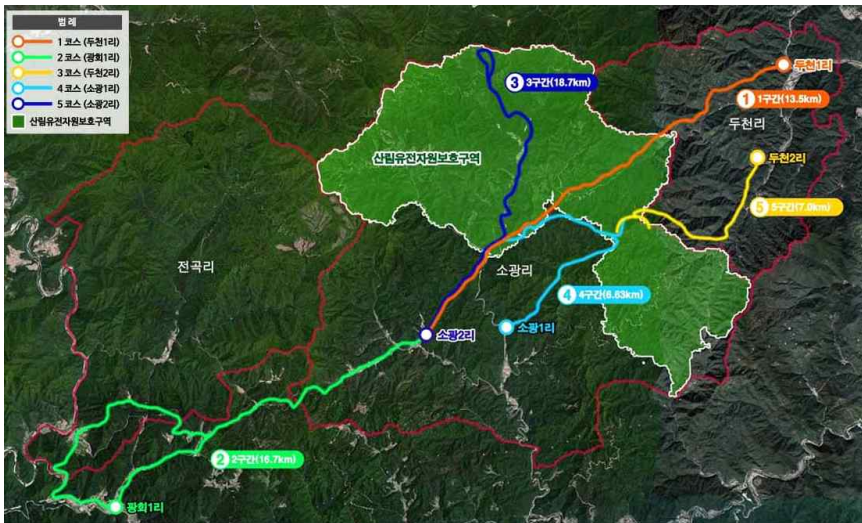 범 례
1 코스 (두천1리)
2 코스 (광회1리)
3 코스 (두천2리)
4 코스 (소광1리)
5 코스 (소광2리)
산림유전자원보호구역
두천1리
3 3구간(18.7km)
1 1구간(13.5km)
두천리
산림유전자원보호구역
두천2리
5 5구간(7.0km)
전곡리
소광리
4 4구간(6.83km)
소광2리
소광1리
2 2구간(16.7km)
광회1리